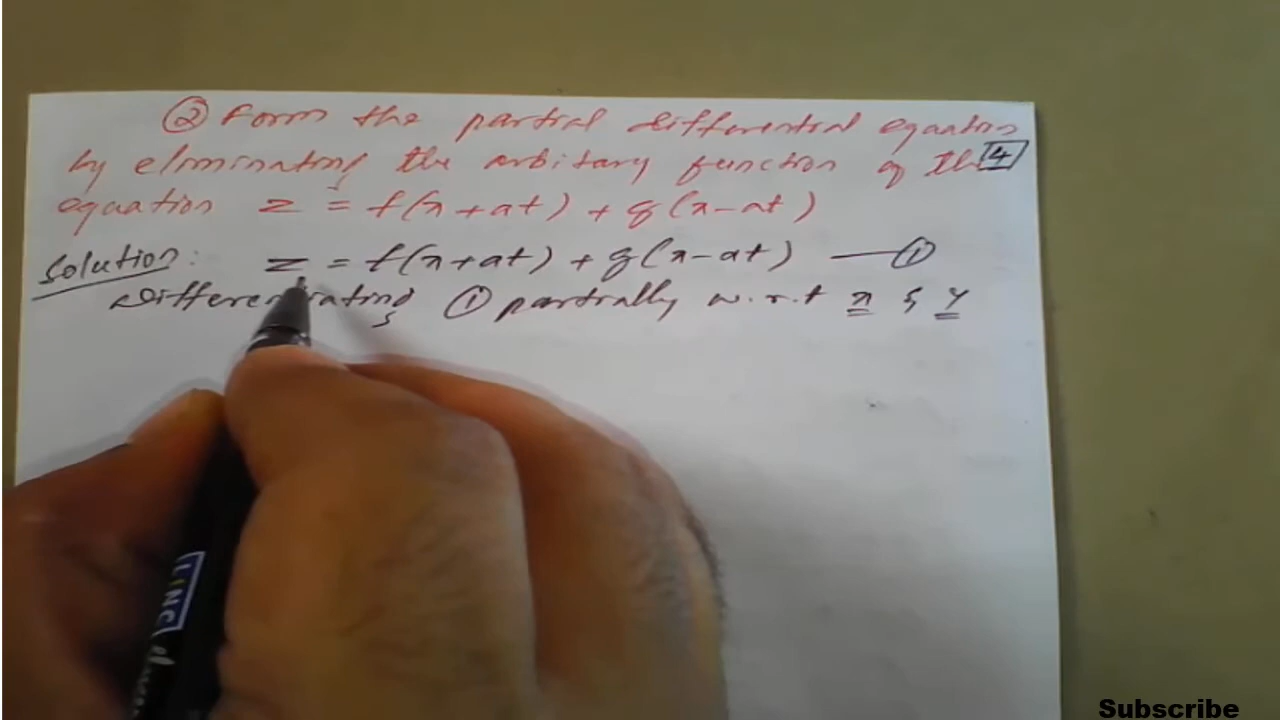 ② Form the partial differential equation
by eliminating the arbitary function of the [4]
equation z = f(x+at) + g(x-at)
Solution: z = f(x+at) + g(x-at) — ①
Differentiating ① partially w.r.t x & y
LINC
Subscribe